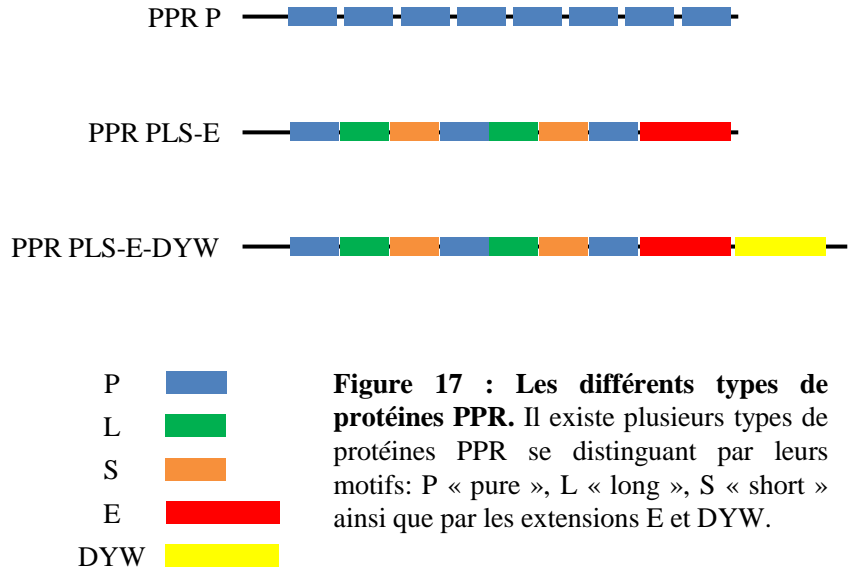 PPR P
PPR PLS-E
PPR PLS-E-DYW
P
L
S
E
DYW
Figure 17 : Les différents types de
protéines PPR. Il existe plusieurs types de
protéines PPR se distinguant par leurs
motifs: P « pure », L « long », S « short »
ainsi que par les extensions E et DYW.